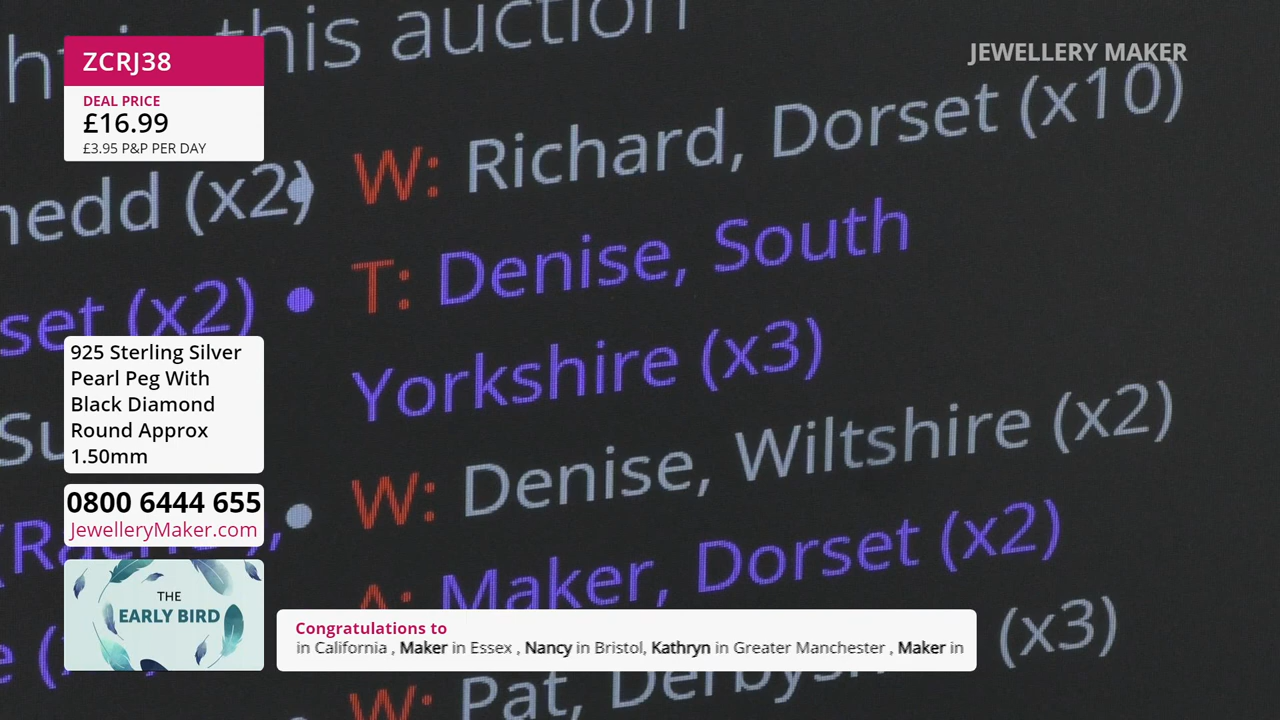 this auction
JEWELLERY MAKER
ZCRJ38
DEAL PRICE
£16.99
£3.95 P&P PER DAY
(x2)
W: Richard, Dorset (x10)
(x2)
T: Denise, South
Yorkshire (x3)
925 Sterling Silver
Pearl Peg With
Black Diamond
Round Approx
1.50mm
W: Denise, Wiltshire (x2)
0800 6444 655
JewelleryMaker.com
A: Maker, Dorset (x2)
THE
EARLY BIRD
Congratulations to
in California , Maker in Essex , Nancy in Bristol, Kathryn in Greater Manchester , Maker in
(x3)
W: Pat,